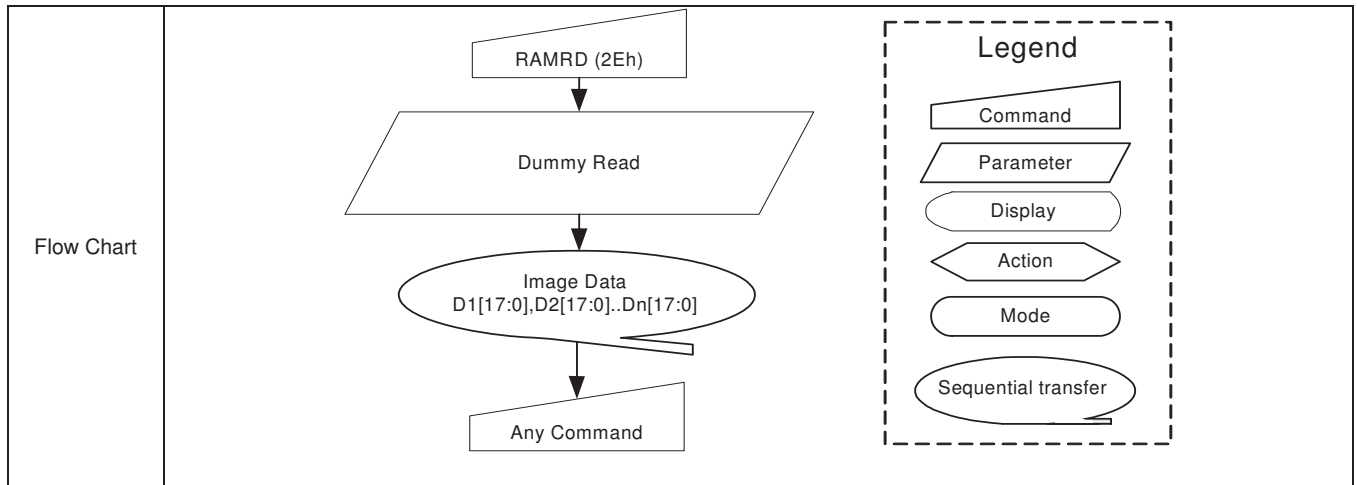 Flow Chart
RAMRD (2Eh)
Dummy Read
Image Data
D1[17:0],D2[17:0]..Dn[17:0]
Any Command
Legend
Command
Parameter
Display
Action
Mode
Sequential transfer